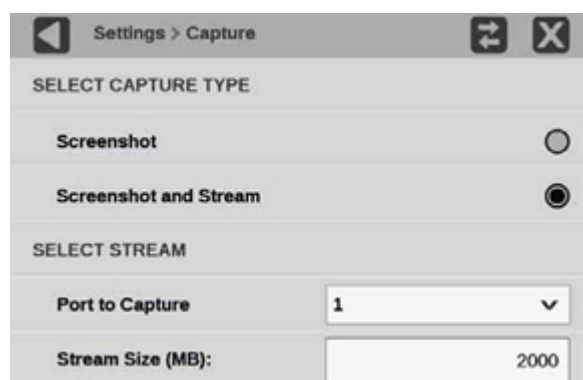 Settings > Capture
SELECT CAPTURE TYPE
Screenshot
Screenshot and Stream
SELECT STREAM
Port to Capture 1
Stream Size (MB): 2000